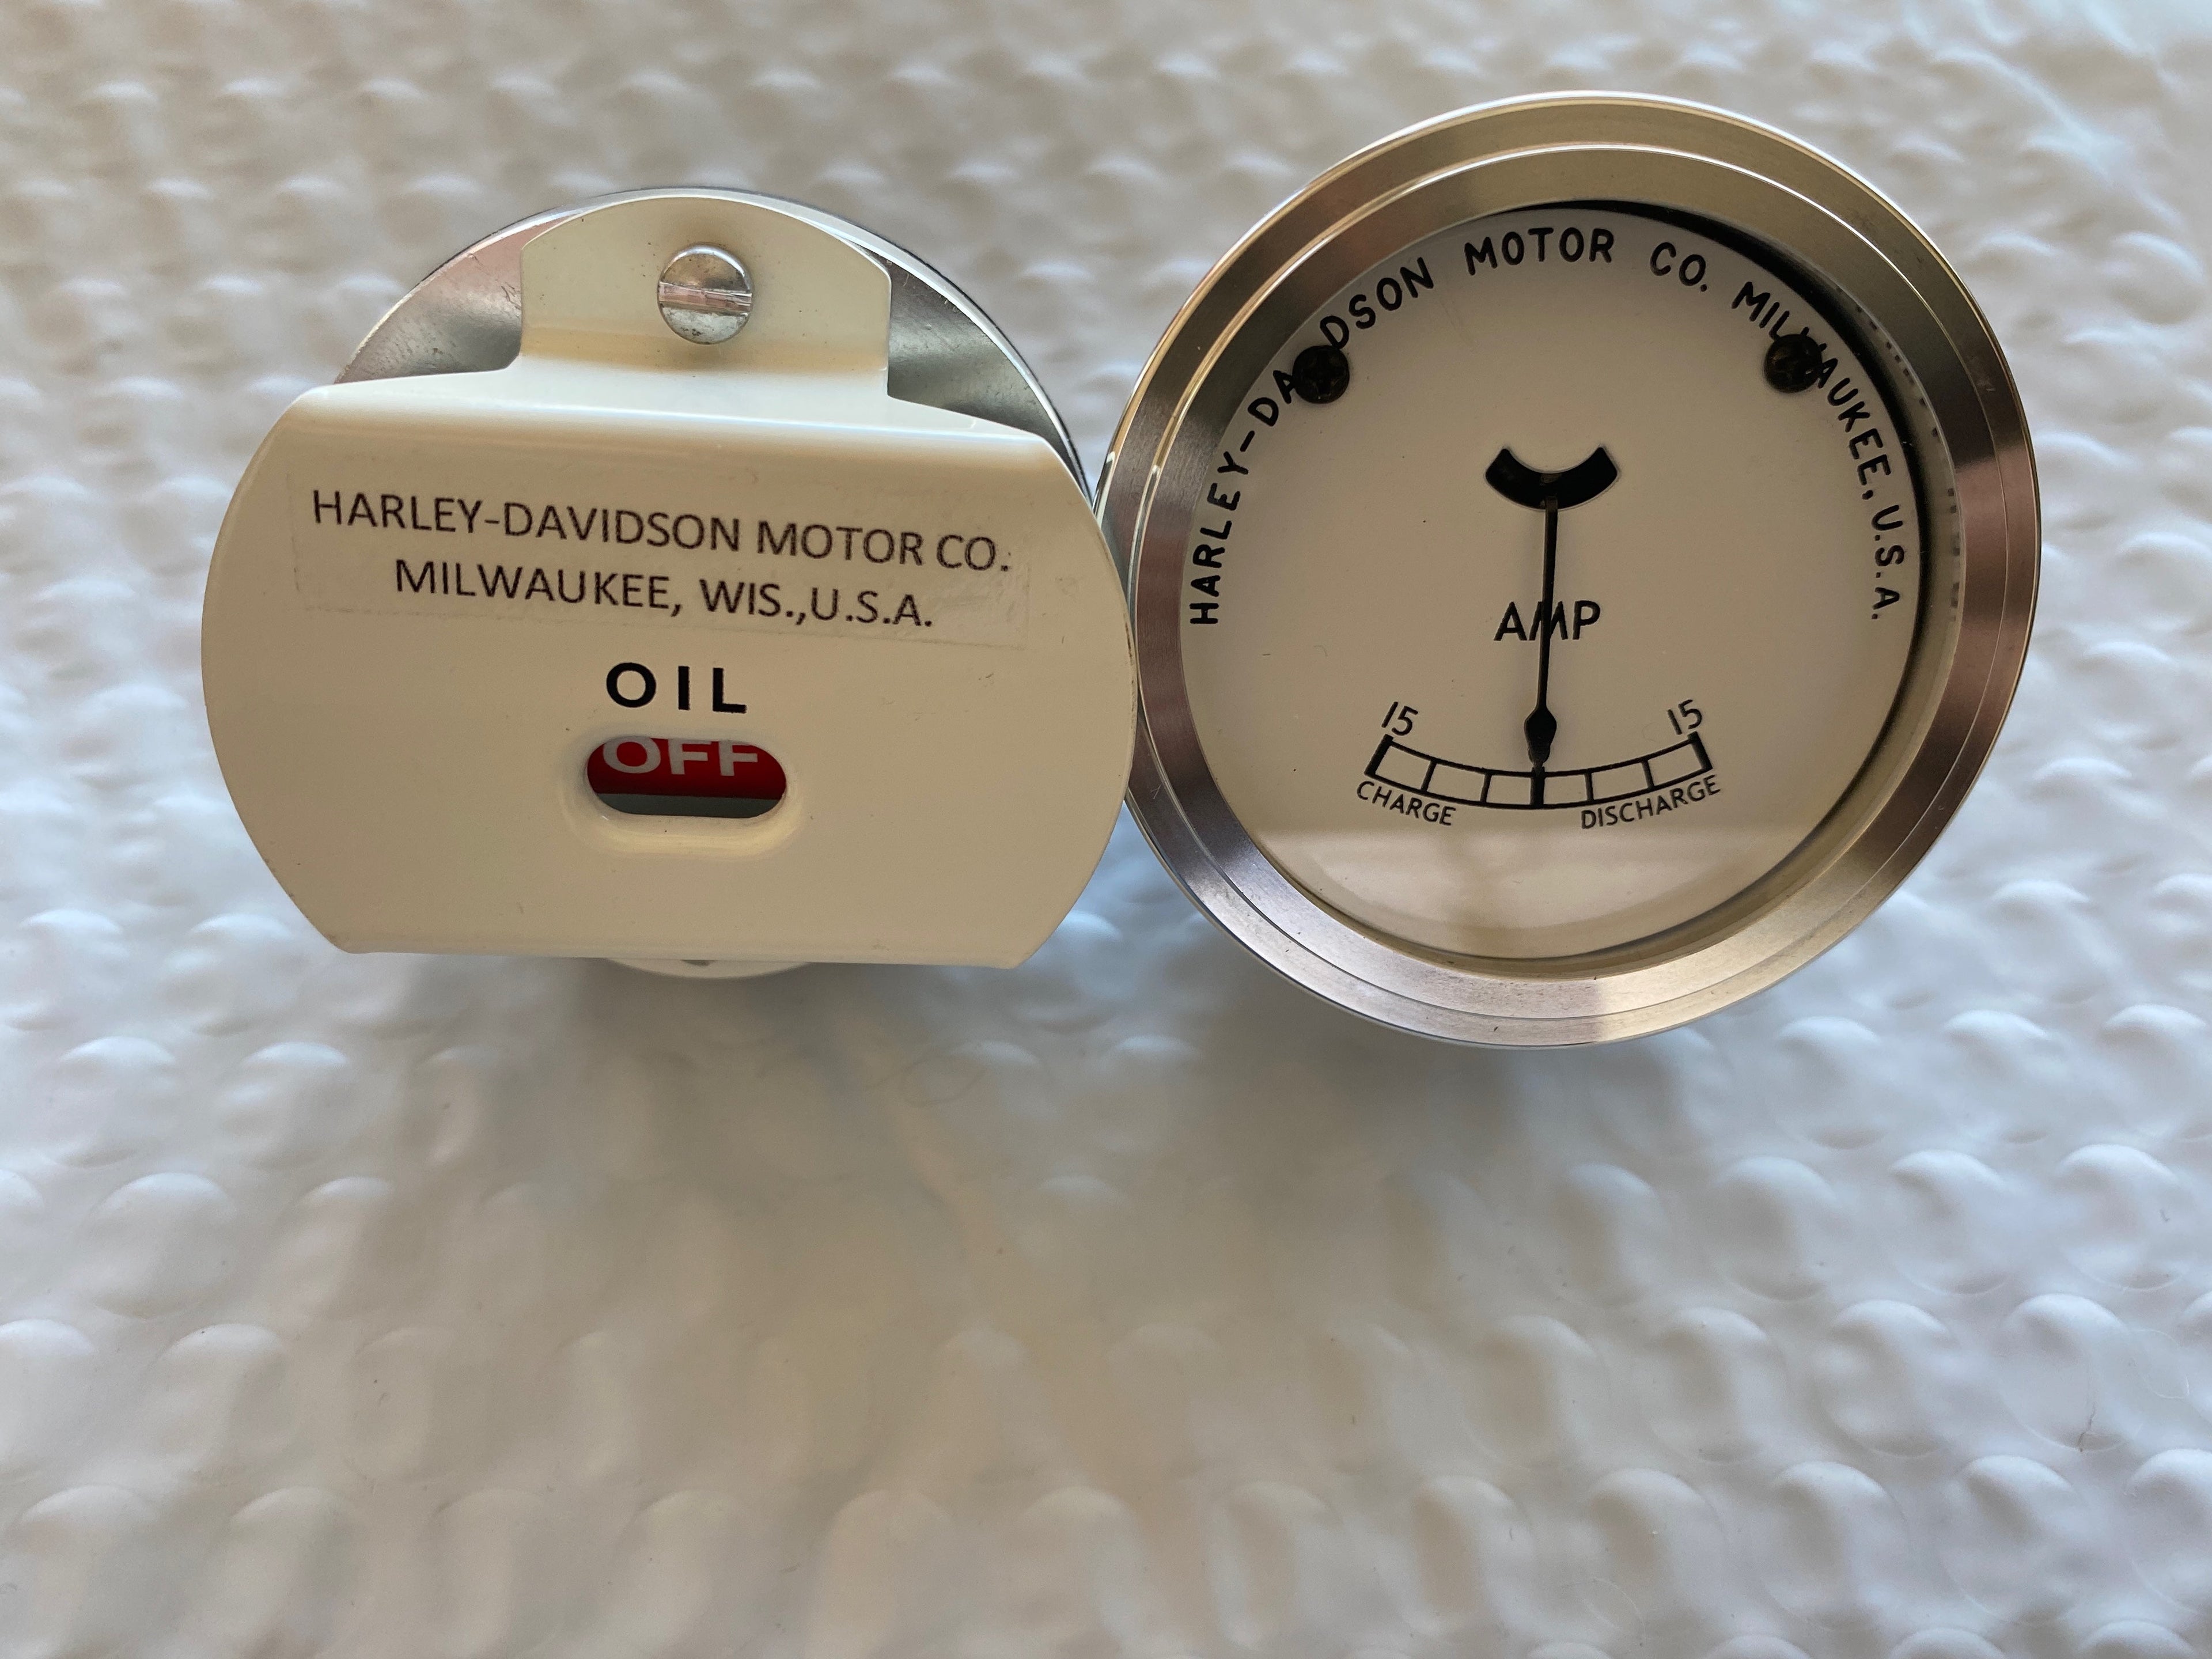 HARLEY-DAVIDSON MOTOR CO.
MILWAUKEE, WIS.,U.S.A.
OIL
OFF
HARLEY-DAVIDSON MOTOR CO. MILWAUKEE, U.S.A.
AMP
15 15
CHARGE DISCHARGE